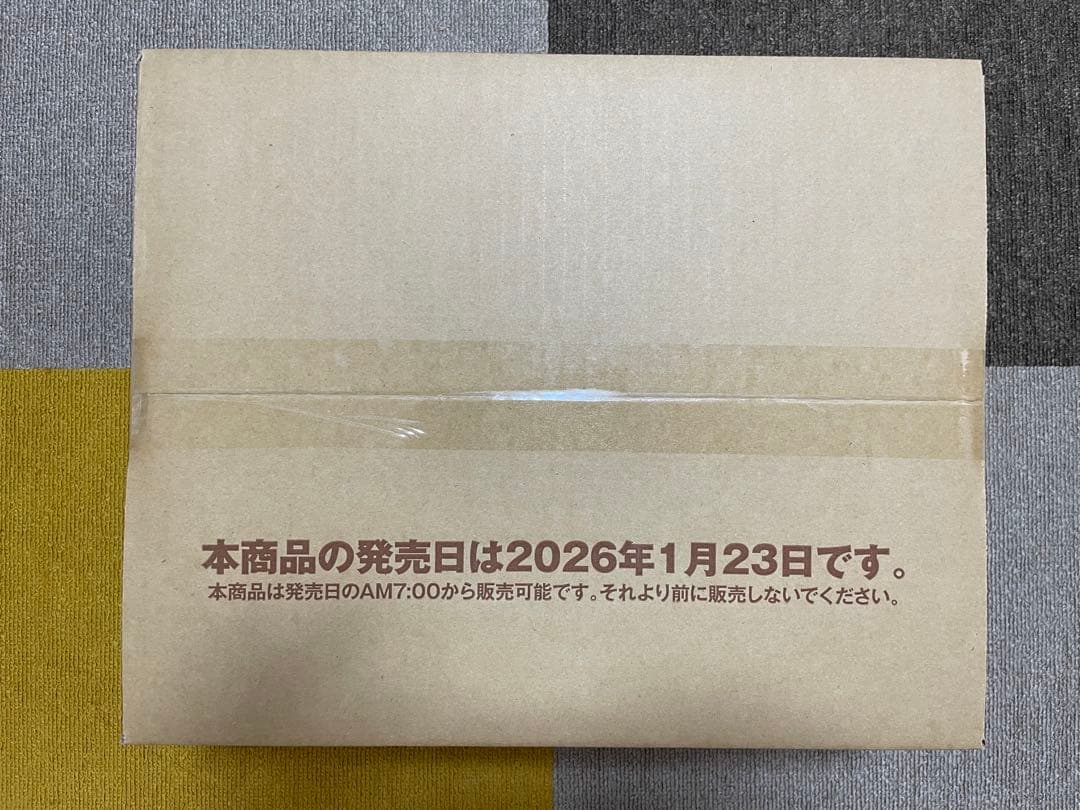 本商品の発売日は2026年1月23日です。
本商品は発売日のAM7:00から販売可能です。それより前に販売しないでください。